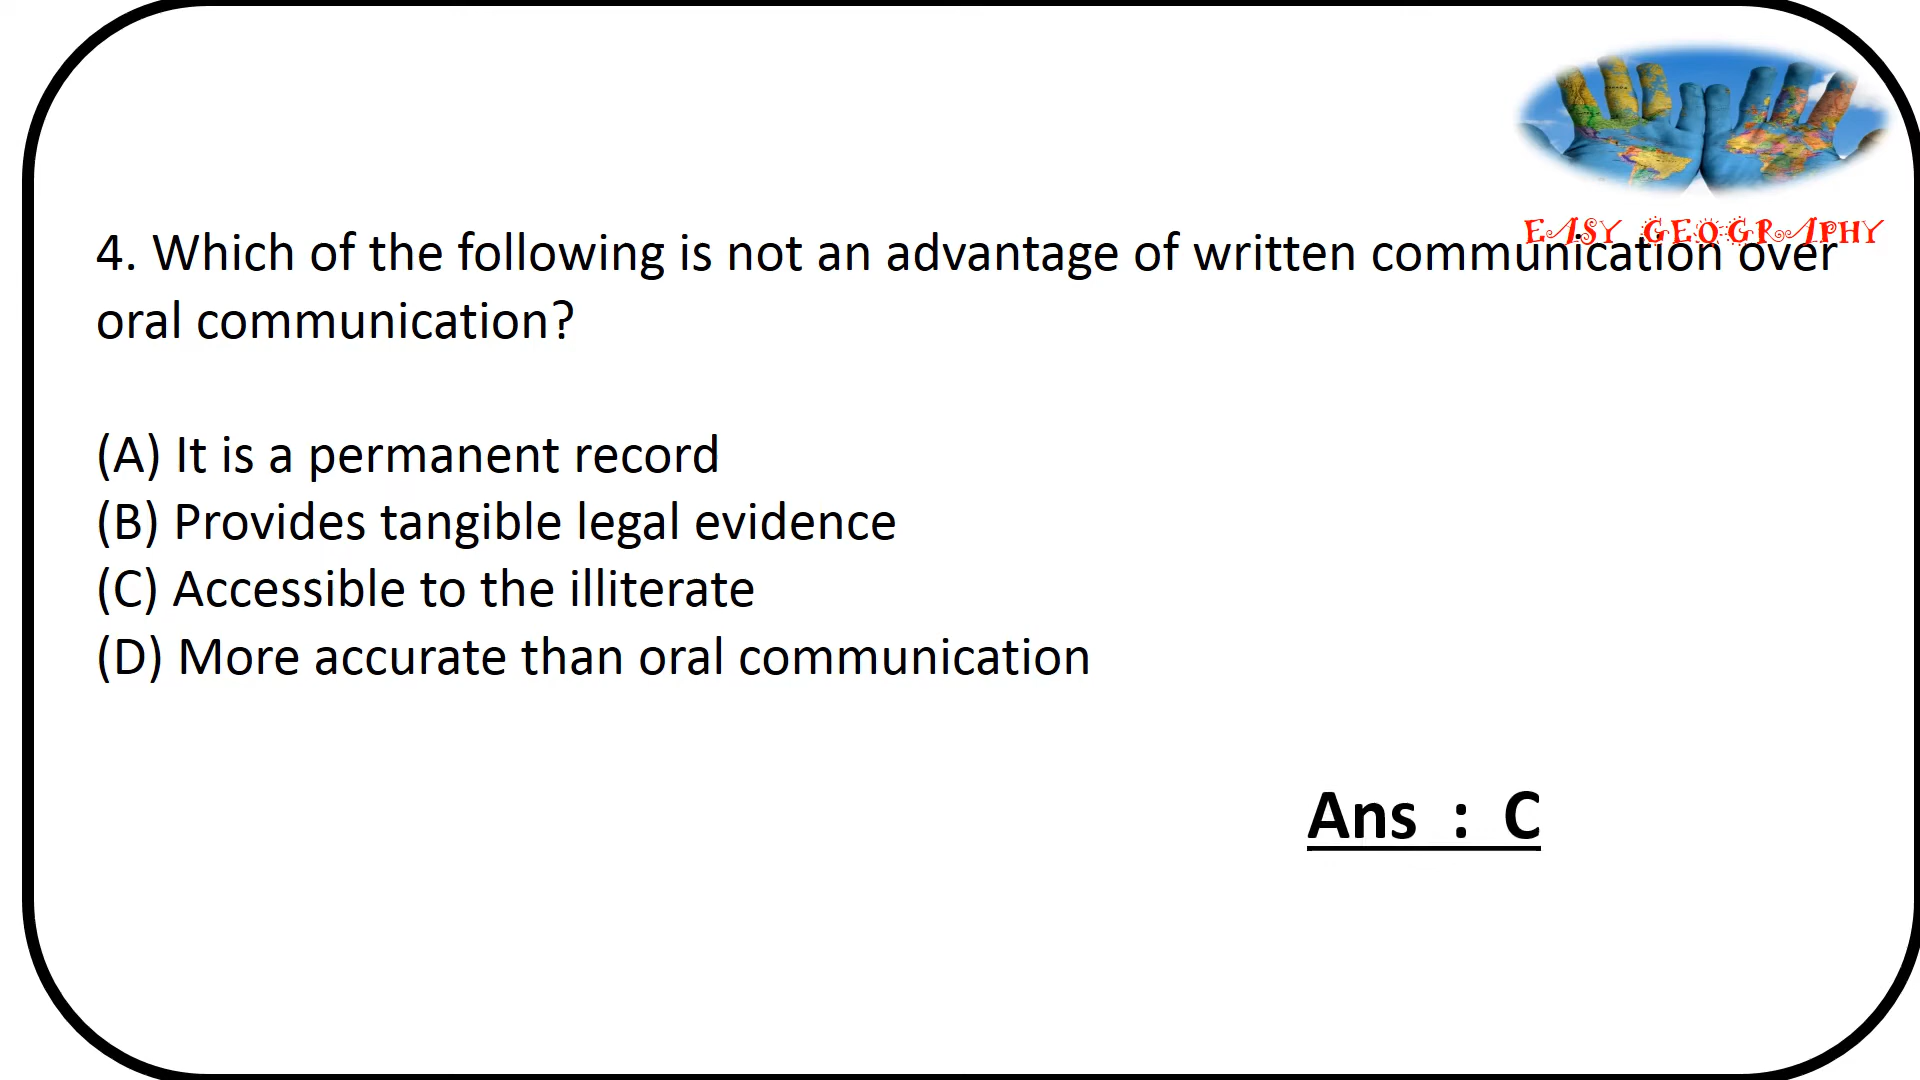 EASY GEOGRAPHY
4. Which of the following is not an advantage of written communication over
oral communication?
(A) It is a permanent record
(B) Provides tangible legal evidence
(C) Accessible to the illiterate
(D) More accurate than oral communication
Ans : C